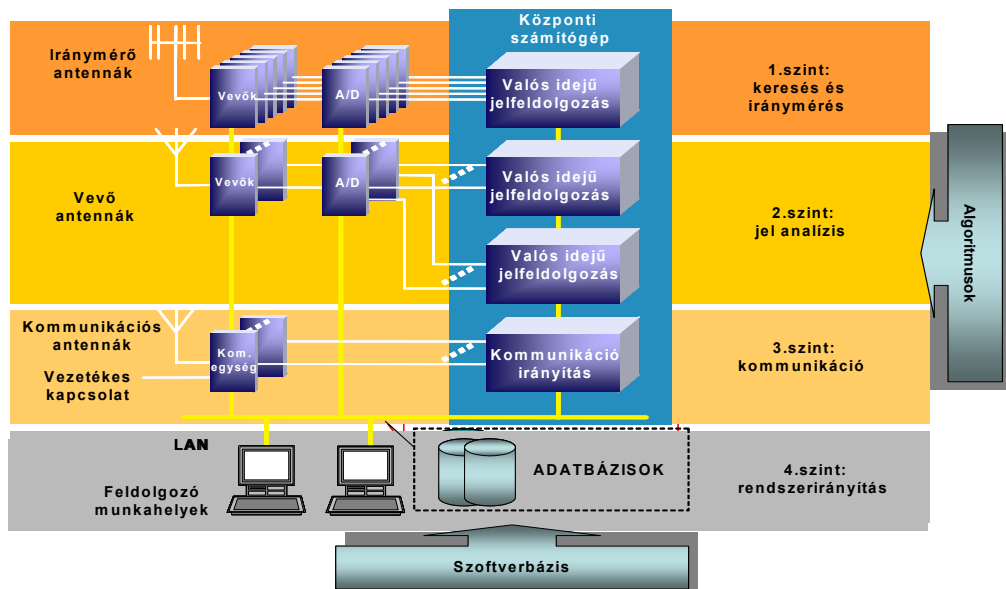 Központi
számítógép
Iránymérő
antennák
Vevők
A/D
Valós idejű
jelfeldolgozás
1.szint:
keresés és
iránymérés
Vevő
antennák
Vevők
A/D
Valós idejű
jelfeldolgozás
Valós idejű
jelfeldolgozás
2.szint:
jel analízis
Algoritmusok
Kommunikációs
antennák
Vezetékes
kapcsolat
Kom.
egység
Kommunikáció
irányítás
3.szint:
kommunikáció
LAN
Feldolgozó
munkahelyek
ADATBÁZISOK
4.szint:
rendszerirányítás
Szoftverbázis